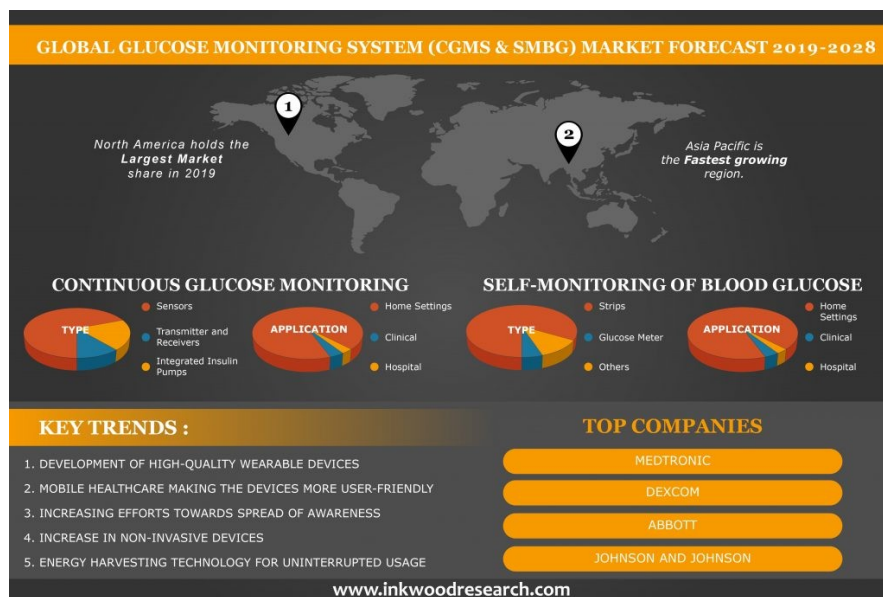 GLOBAL GLUCOSE MONITORING SYSTEM (CGMS & SMBG) MARKET FORECAST 2019-2028
1
North America holds the
Largest Market
share in 2019
2
Asia Pacific is
the Fastest growing
region.
CONTINUOUS GLUCOSE MONITORING
TYPE
Sensors
Transmitter and
Receivers
Integrated Insulin
Pumps
APPLICATION
Home Settings
Clinical
Hospital
SELF-MONITORING OF BLOOD GLUCOSE
TYPE
Strips
Glucose Meter
Others
APPLICATION
Home
Settings
Clinical
Hospital
KEY TRENDS :
1. DEVELOPMENT OF HIGH-QUALITY WEARABLE DEVICES
2. MOBILE HEALTHCARE MAKING THE DEVICES MORE USER-FRIENDLY
3. INCREASING EFFORTS TOWARDS SPREAD OF AWARENESS
4. INCREASE IN NON-INVASIVE DEVICES
5. ENERGY HARVESTING TECHNOLOGY FOR UNINTERRUPTED USAGE
TOP COMPANIES
MEDTRONIC
DEXCOM
ABBOTT
JOHNSON AND JOHNSON
www.inkwoodresearch.com